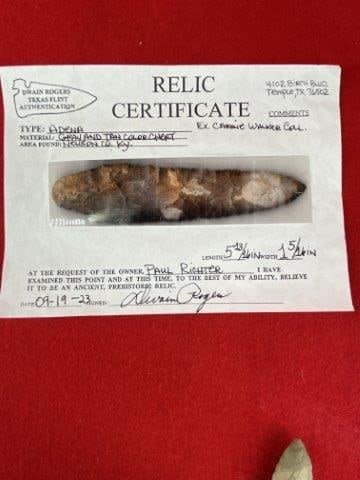 DWAIN ROGERS
TEXAS FLINT
AUTHENTICATION
RELIC
CERTIFICATE
4102 BIRCH BLVD.
TEMPLE, TX, 76502
COMMENTS
EX. CARRIE WALKER COLL.
TYPE: ADENA
MATERIAL: GRAY AND TAN COLOR CHERT
AREA FOUND: NELSON CO. KY.
LENGTH 5 13/16 IN WIDTH 1 5/16 IN
AT THE REQUEST OF THE OWNER, PAUL RICHTER, I HAVE
EXAMINED THIS POINT AND AT THIS TIME, TO THE BEST OF MY ABILITY, BELIEVE
IT TO BE AN ANCIENT, PREHISTORIC RELIC.
DATE 09-19-23 SIGNED Dwain Rogers